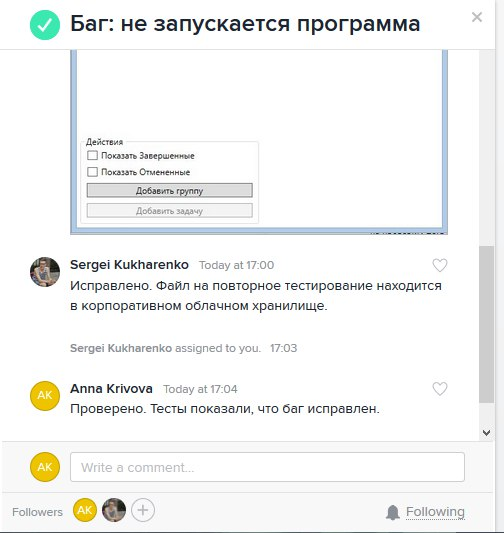 Баг: не запускается программа
Действия
Показать Завершенные
Показать Отмененные
Добавить группу
Добавить задачу
Sergei Kukharenko Today at 17:00
Исправлено. Файл на повторное тестирование находится
в корпоративном облачном хранилище.
Sergei Kukharenko assigned to you. 17:03
AK
Anna Krivova Today at 17:04
Проверено. Тесты показали, что баг исправлен.
AK
Write a comment...
Followers AK Following